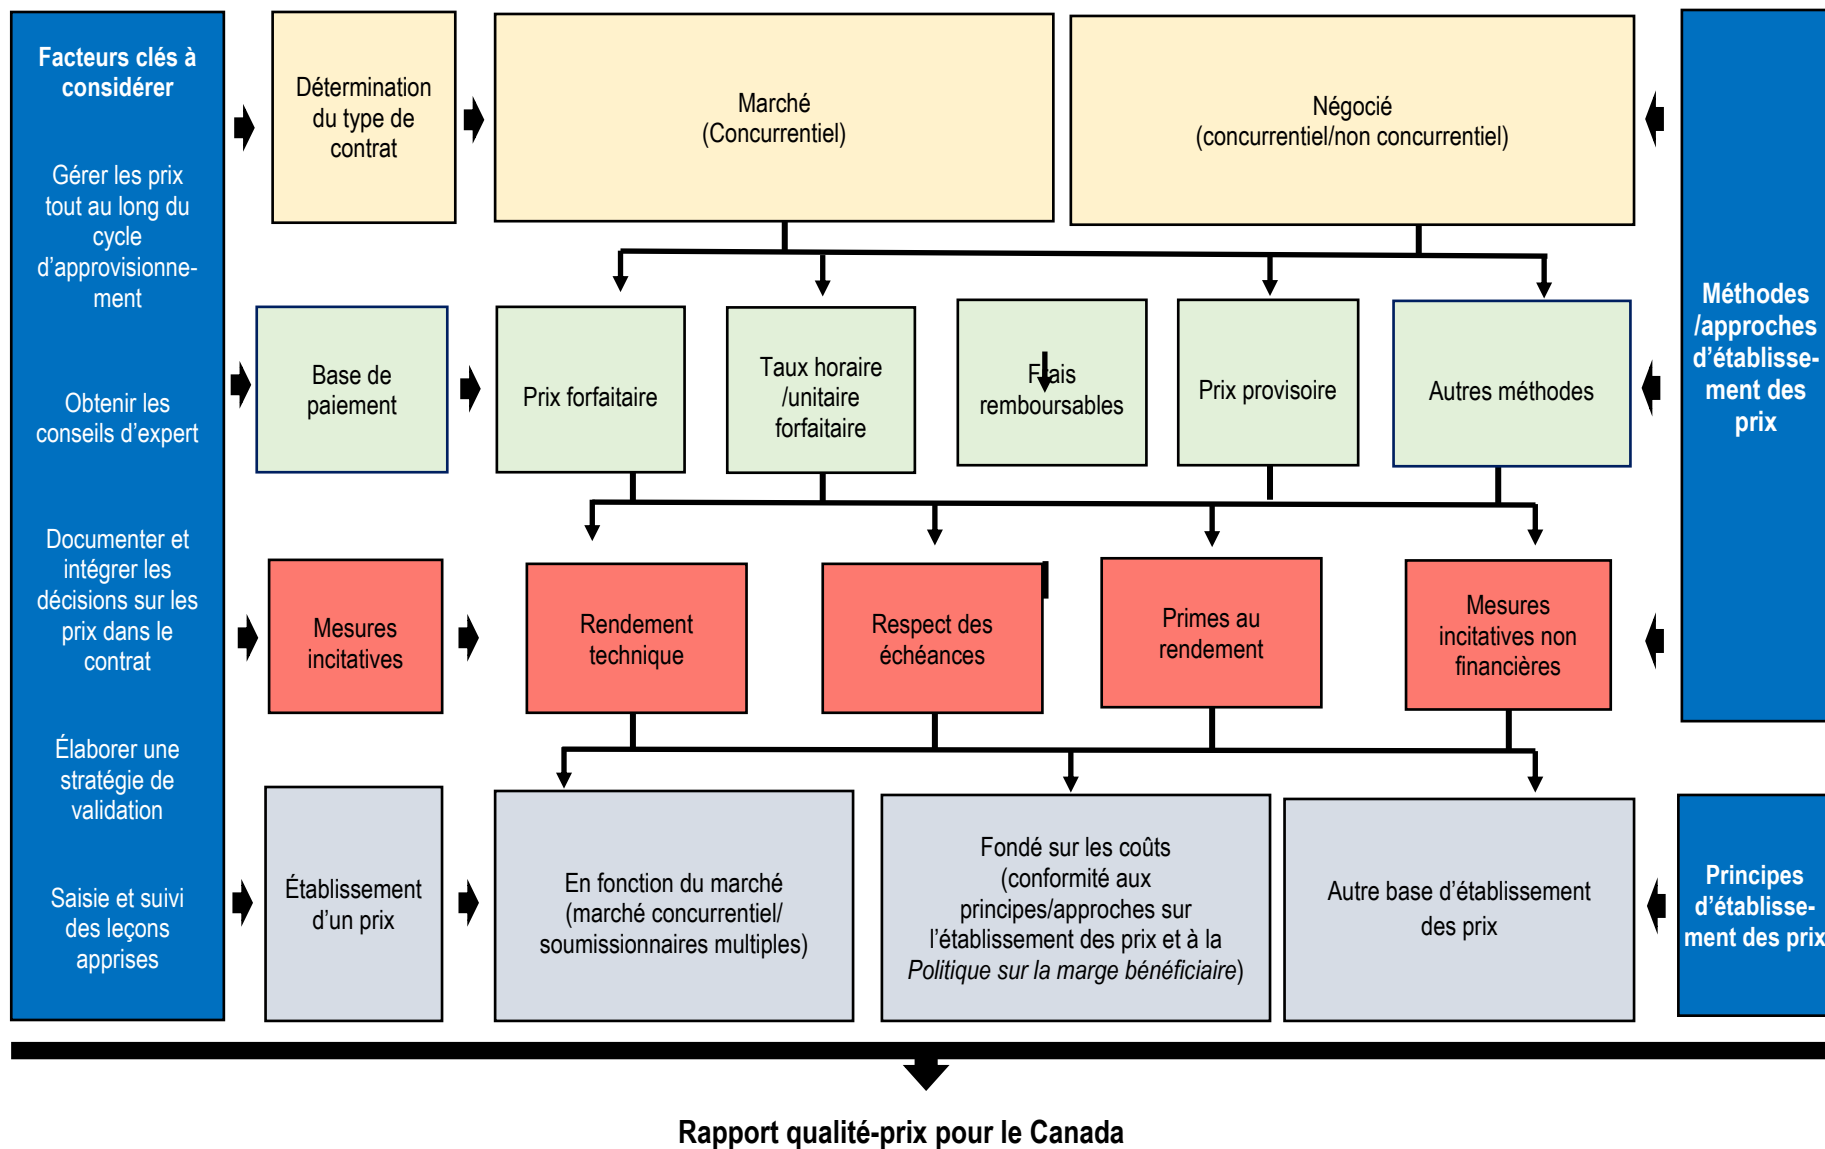 Facteurs clés à
considérer
Gérer les prix
tout au long du
cycle
d'approvisionne-
ment
Obtenir les
conseils d'expert
Documenter et
intégrer les
décisions sur les
prix dans le
contrat
Élaborer une
stratégie de
validation
Saisie et suivi
des leçons
apprises
Détermination
du type de
contrat
Marché
(Concurrentiel)
Négocié
(concurrentiel/non concurrentiel)
Base de
paiement
Prix forfaitaire
Taux horaire
/unitaire
forfaitaire
Frais
remboursables
Prix provisoire
Autres méthodes
Mesures
incitatives
Rendement
technique
Respect des
échéances
Primes au
rendement
Mesures
incitatives non
financières
Établissement
d'un prix
En fonction du marché
(marché concurrentiel/
soumissionnaires multiples)
Fondé sur les coûts
(conformité aux
principes/approches sur
l'établissement des prix et à la
Politique sur la marge bénéficiaire)
Autre base d'établissement
des prix
Méthodes
/approches
d'établisse-
ment des
prix
Principes
d'établisse-
ment des prix
Rapport qualité-prix pour le Canada